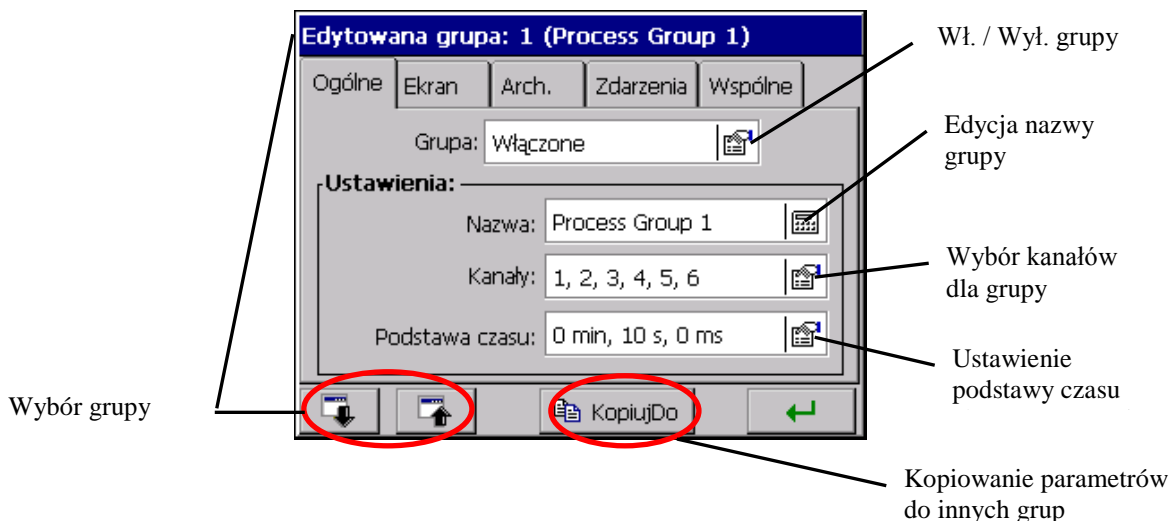 Edytowana grupa: 1 (Process Group 1)
Ogólne
Ekran
Arch.
Zdarzenia
Wspólne
Grupa: Włączone
Ustawienia:
Nazwa: Process Group 1
Kanały: 1, 2, 3, 4, 5, 6
Podstawa czasu: 0 min, 10 s, 0 ms
KopiujDo
Wybór grupy
Wł. / Wył. grupy
Edycja nazwy
grupy
Wybór kanałów
dla grupy
Ustawienie
podstawy czasu
Kopiowanie parametrów
do innych grup